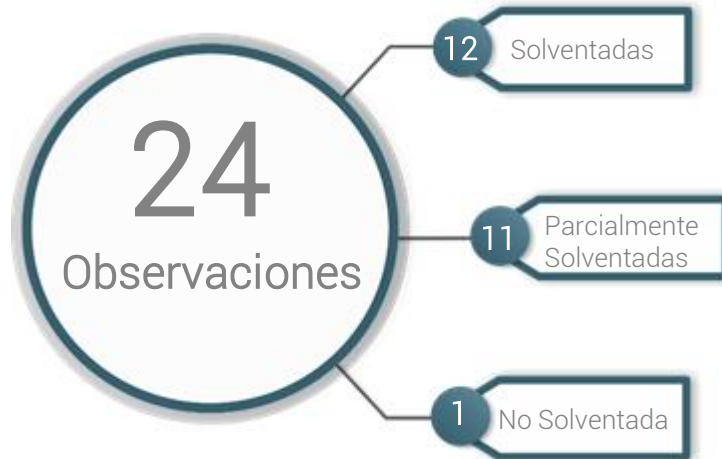 24
Observaciones
12
Solventadas
11
Parcialmente
Solventadas
1
No Solventada